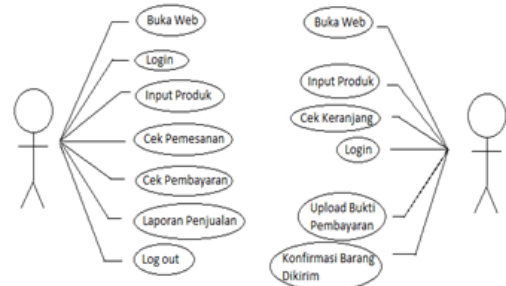 Buka Web
Login
Input Produk
Cek Pemesanan
Cek Pembayaran
Laporan Penjualan
Log out
Buka Web
Input Produk
Cek Keranjang
Login
Upload Bukti
Pembayaran
Konfirmasi Barang
Dikirim